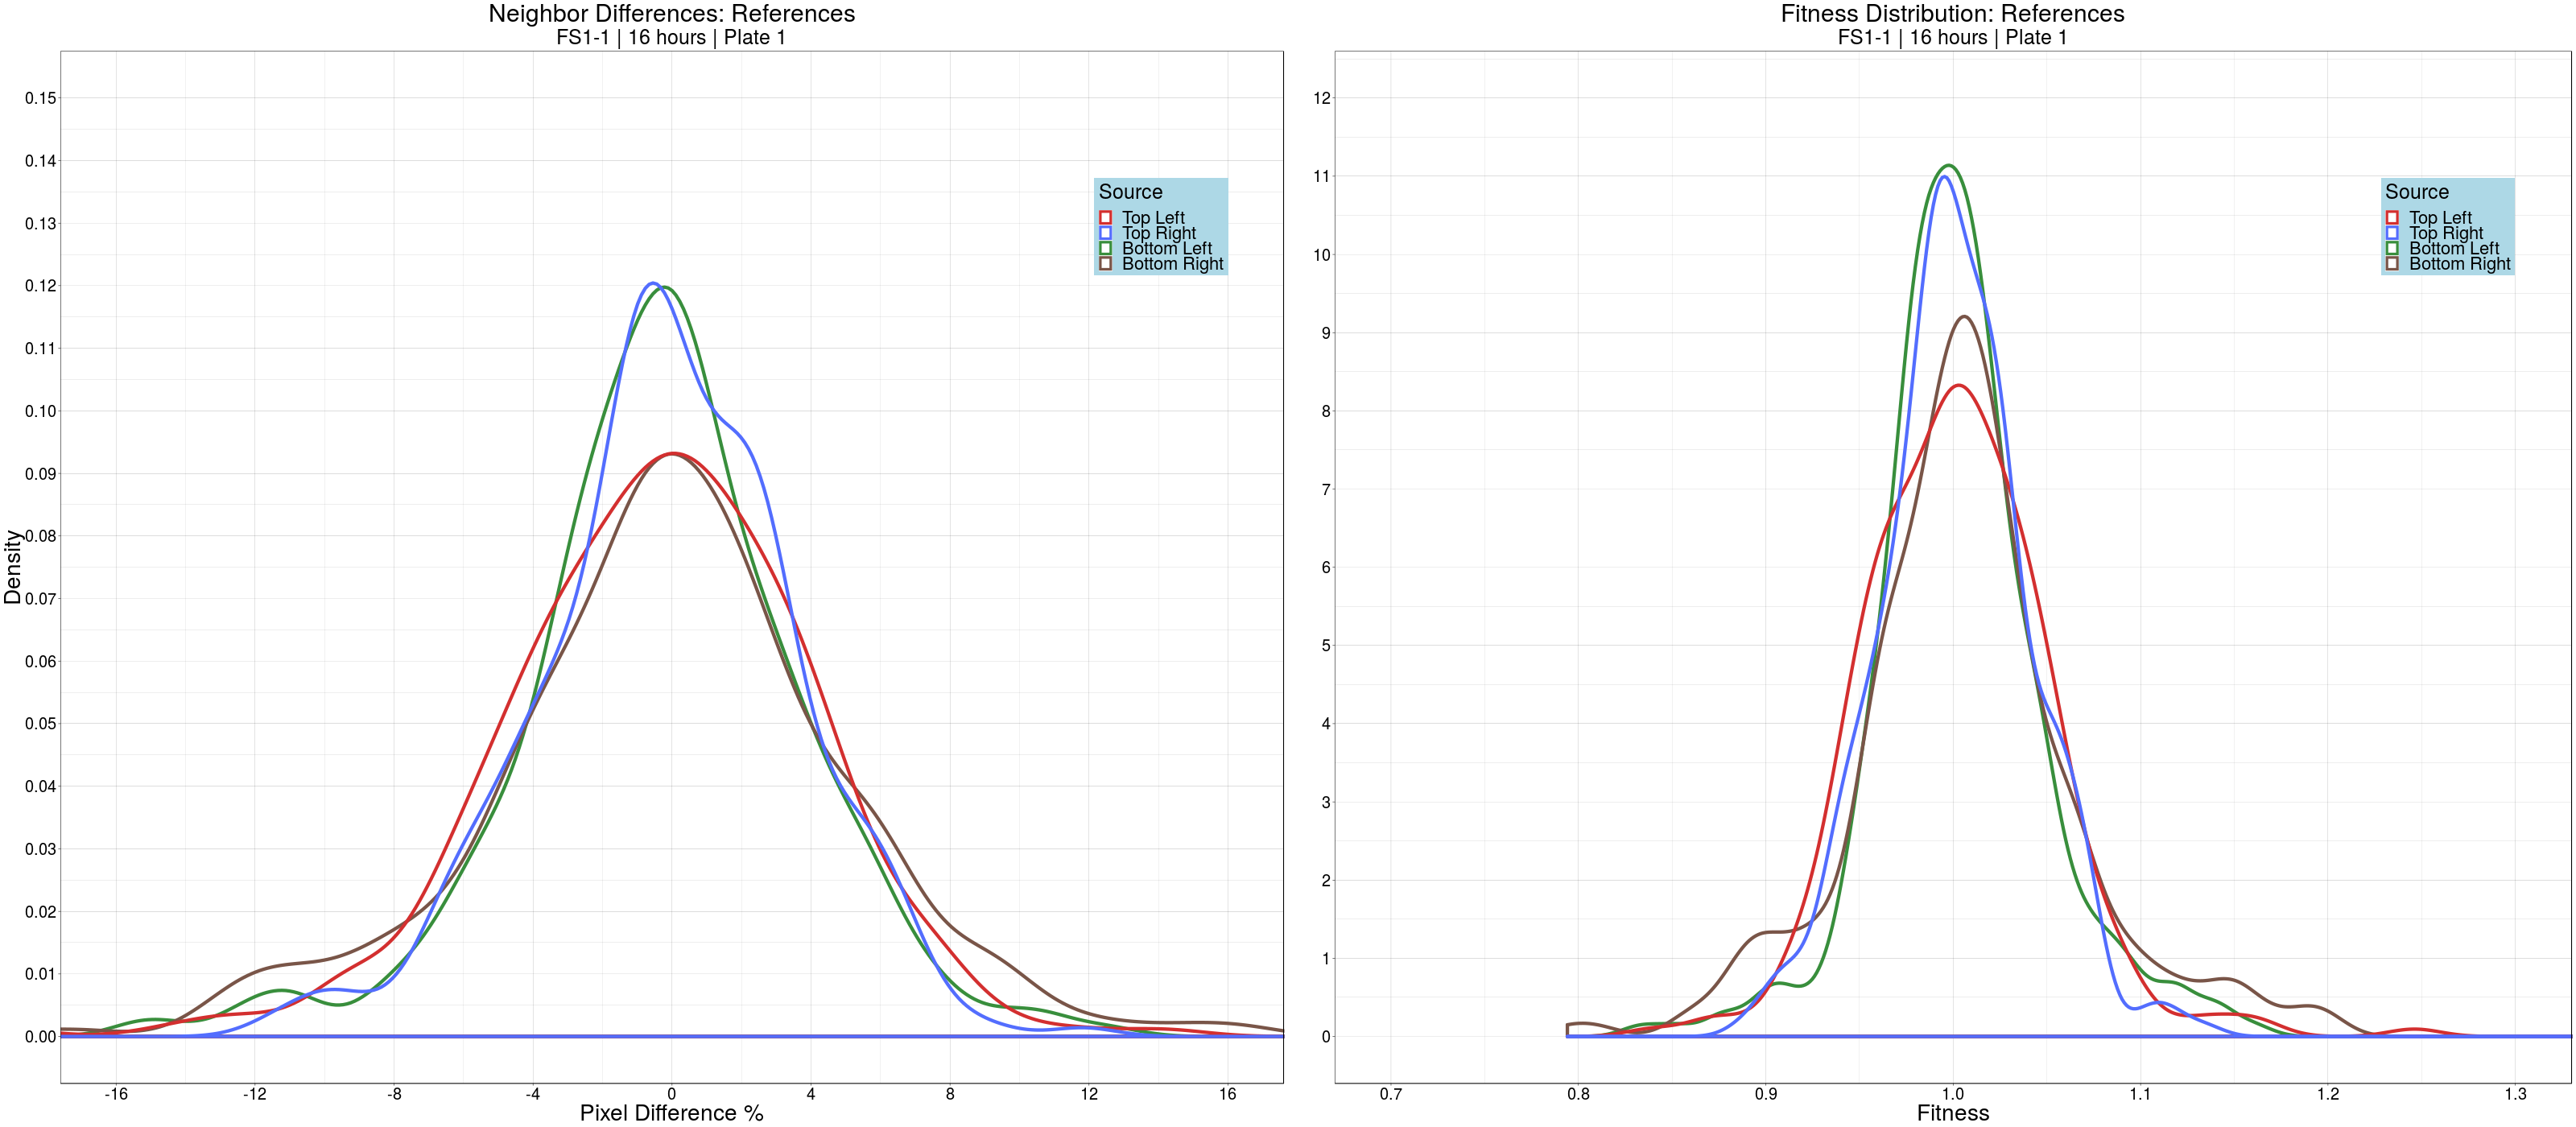 Neighbor Differences: References
FS1-1 | 16 hours | Plate 1
0.15
0.14
0.13
0.12
0.11
0.10
0.09
0.08
0.07
0.06
0.05
0.04
0.03
0.02
0.01
0.00
Density
Source
Top Left
Top Right
Bottom Left
Bottom Right
-16 -12 -8 -4 0 4 8 12 16
Pixel Difference %
Fitness Distribution: References
FS1-1 | 16 hours | Plate 1
12
11
10
9
8
7
6
5
4
3
2
1
0
Source
Top Left
Top Right
Bottom Left
Bottom Right
0.7 0.8 0.9 1.0 1.1 1.2 1.3
Fitness